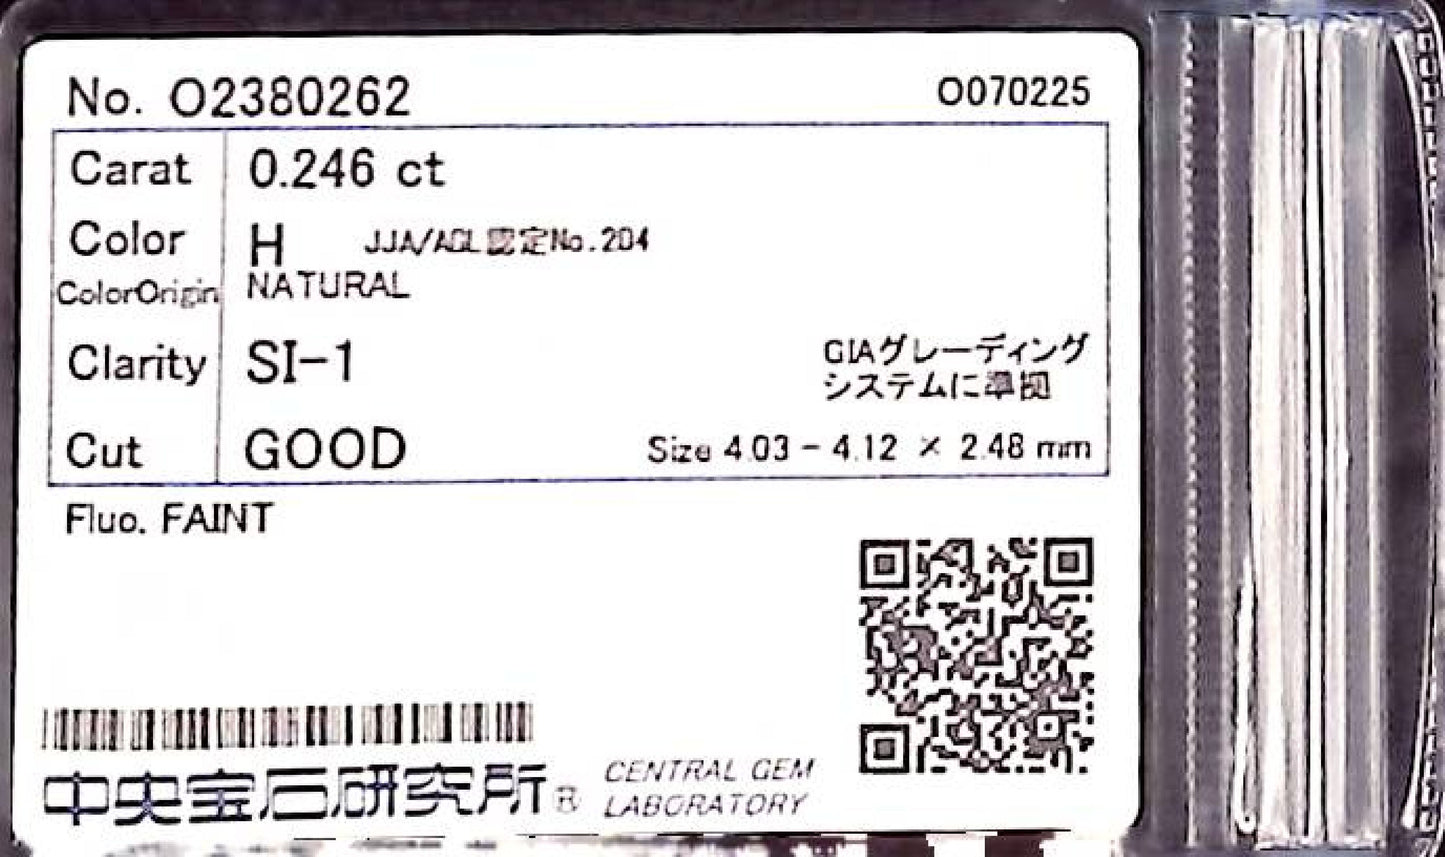 No. O2380262 O070225
Carat 0.246 ct
Color H JJA/AGL認定No.204
ColorOrigin NATURAL
Clarity SI-1
GIAグレーディング
システムに準拠
Cut GOOD Size 4.03 - 4.12 × 2.48 mm
Fluo. FAINT
中央宝石研究所® CENTRAL GEM
LABORATORY